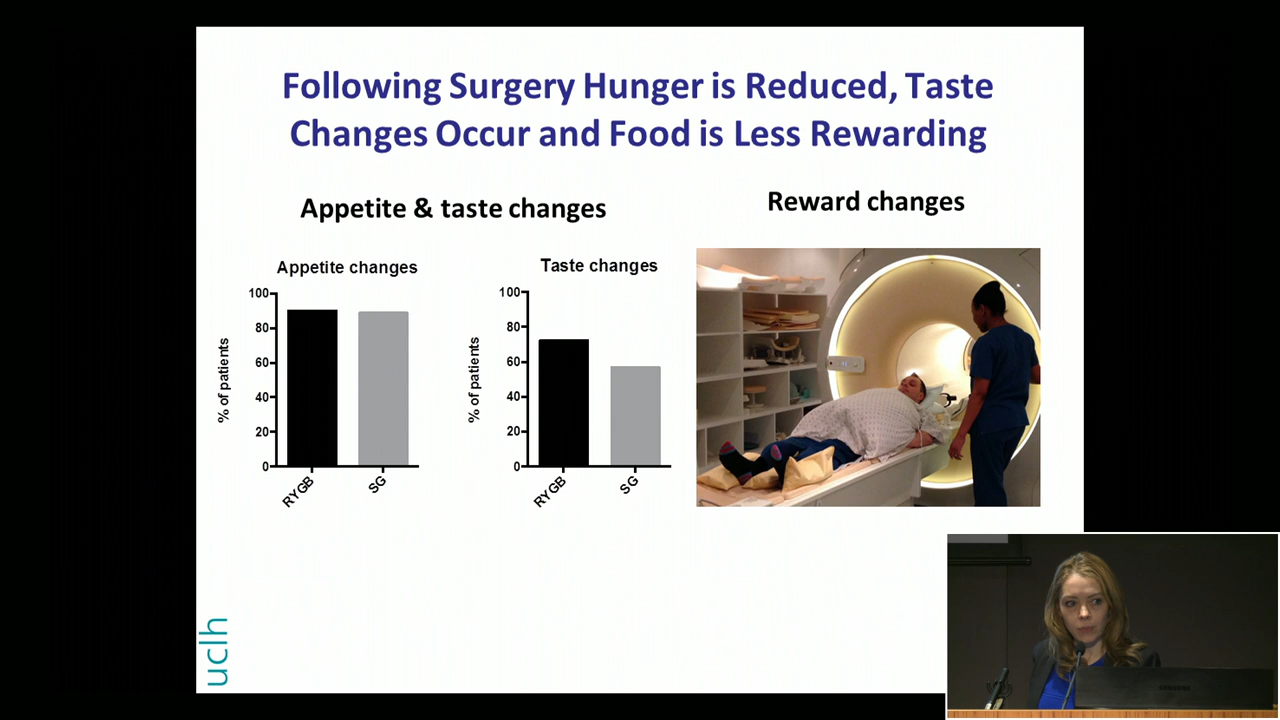 Following Surgery Hunger is Reduced, Taste
Changes Occur and Food is Less Rewarding
Appetite & taste changes
Reward changes
Appetite changes
% of patients
100
80
60
40
20
0
RYGB
SG
Taste changes
% of patients
100
80
60
40
20
0
RYGB
SG
uclh
SAMSUNG